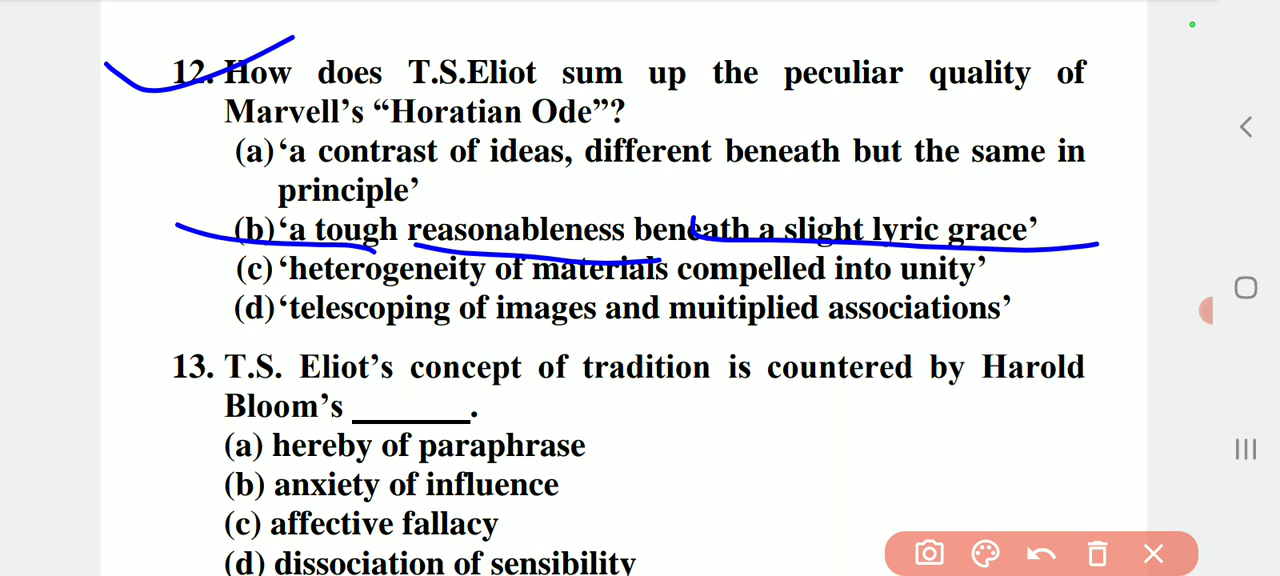 12. How does T.S.Eliot sum up the peculiar quality of
Marvell's “Horatian Ode”?
(a) ‘a contrast of ideas, different beneath but the same in
principle’
(b) ‘a tough reasonableness beneath a slight lyric grace’
(c) ‘heterogeneity of materials compelled into unity’
(d) ‘telescoping of images and muitiplied associations’
13. T.S. Eliot's concept of tradition is countered by Harold
Bloom's _______.
(a) hereby of paraphrase
(b) anxiety of influence
(c) affective fallacy
(d) dissociation of sensibility